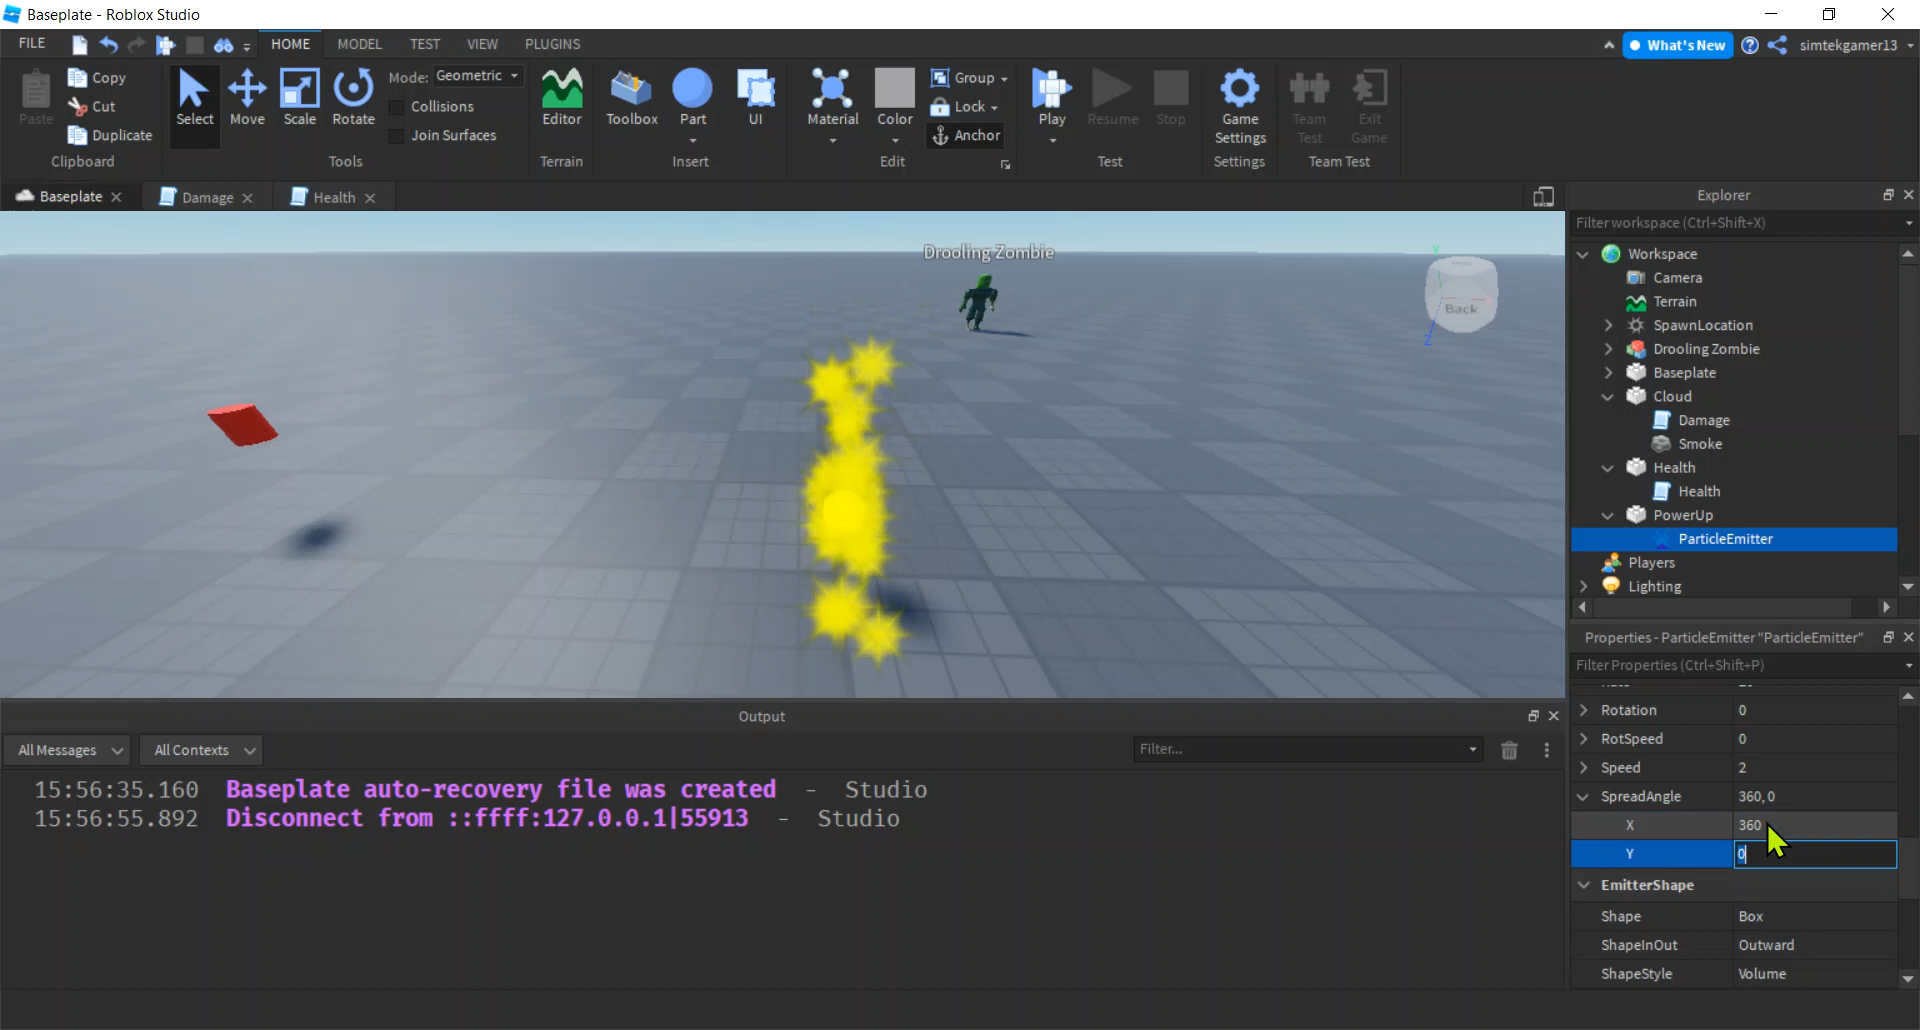 Baseplate - Roblox Studio
FILE HOME MODEL TEST VIEW PLUGINS What's New simtekgamer13
Paste Copy Cut Duplicate Clipboard
Select Move Scale Rotate Mode: Geometric Collisions Join Surfaces Tools
Editor Terrain
Toolbox Part UI Insert
Material Color Group Lock Anchor Edit
Play Resume Stop Test
Game Settings Settings
Team Test Exit Game Team Test
Baseplate Damage Health
Drooling Zombie
Back
Y
Z
Explorer
Filter workspace (Ctrl+Shift+X)
Workspace
Camera
Terrain
SpawnLocation
Drooling Zombie
Baseplate
Cloud
Damage
Smoke
Health
Health
PowerUp
ParticleEmitter
Players
Lighting
Properties - ParticleEmitter "ParticleEmitter"
Filter Properties (Ctrl+Shift+P)
Rotation 0
RotSpeed 0
Speed 2
SpreadAngle 360, 0
X 360
Y 0
EmitterShape
Shape Box
ShapeInOut Outward
ShapeStyle Volume
Output
All Messages All Contexts Filter...
15:56:35.160 Baseplate auto-recovery file was created - Studio
15:56:55.892 Disconnect from ::ffff:127.0.0.1|55913 - Studio